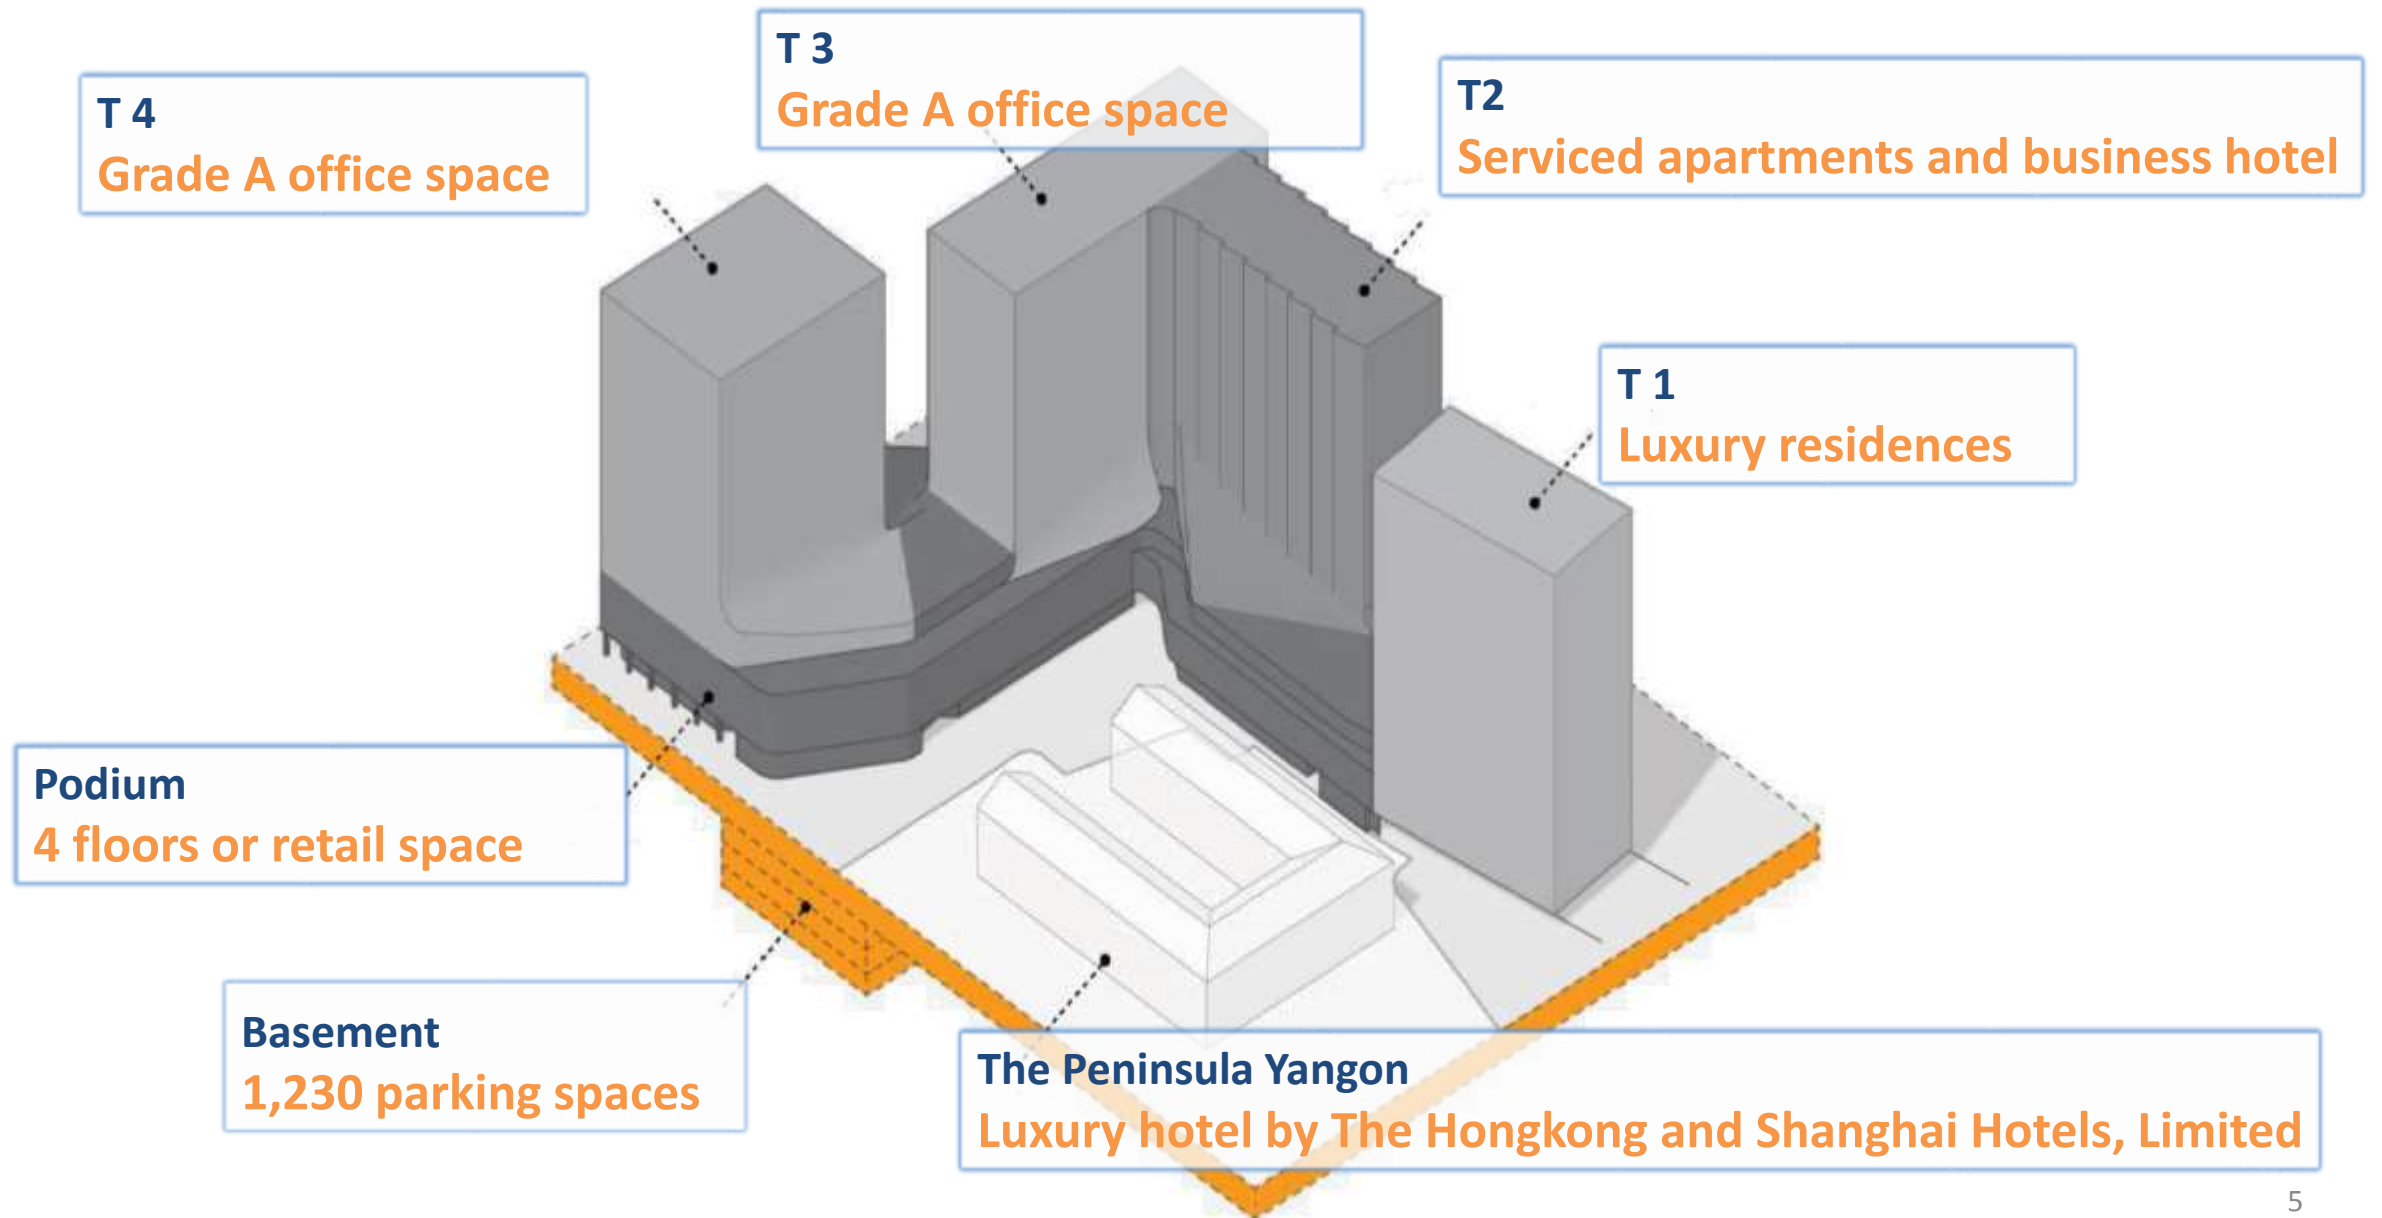 T 3
Grade A office space
T 4
Grade A office space
T2
Serviced apartments and business hotel
T 1
Luxury residences
Podium
4 floors or retail space
Basement
1,230 parking spaces
The Peninsula Yangon
Luxury hotel by The Hongkong and Shanghai Hotels, Limited
5